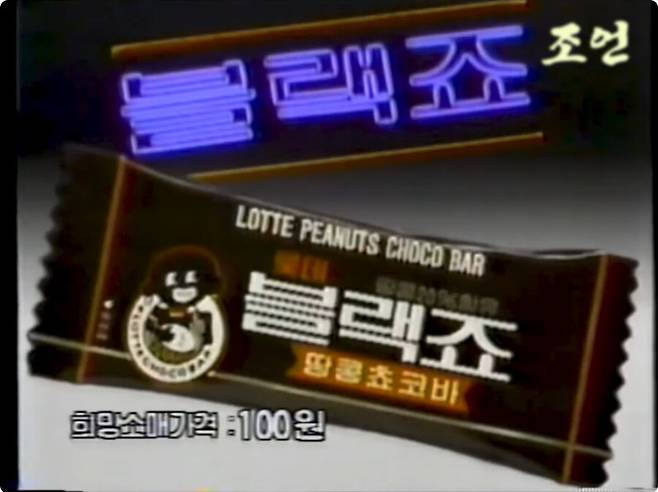 블랙죠
조언
LOTTE PEANUTS CHOCO BAR
롯데
블랙죠
땅콩쵸코바
LOTTE CHOCO BAR
희망소매가격 : 100원